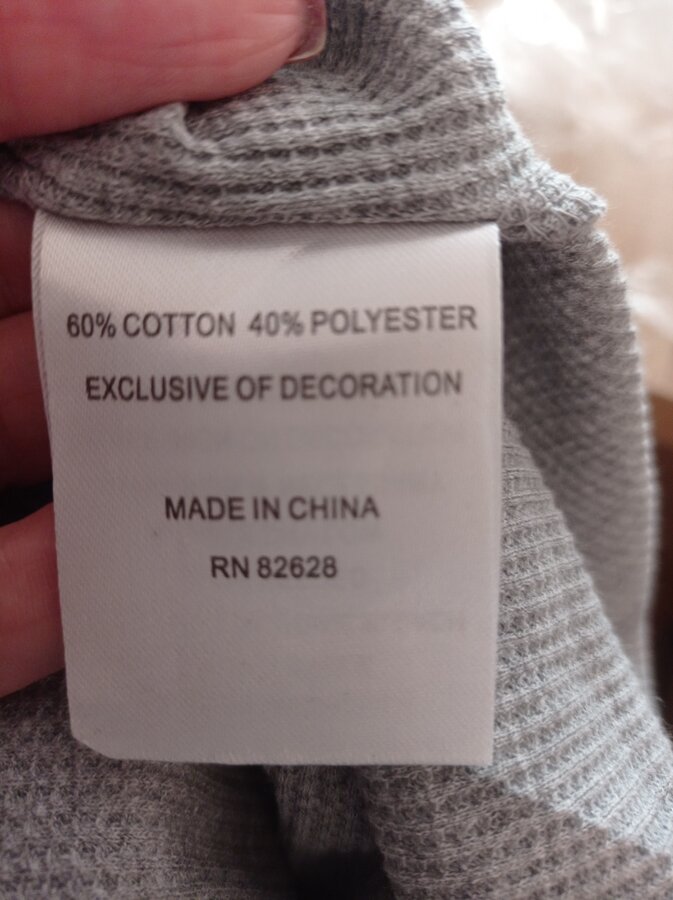 60% COTTON 40% POLYESTER
EXCLUSIVE OF DECORATION
MADE IN CHINA
RN 82628